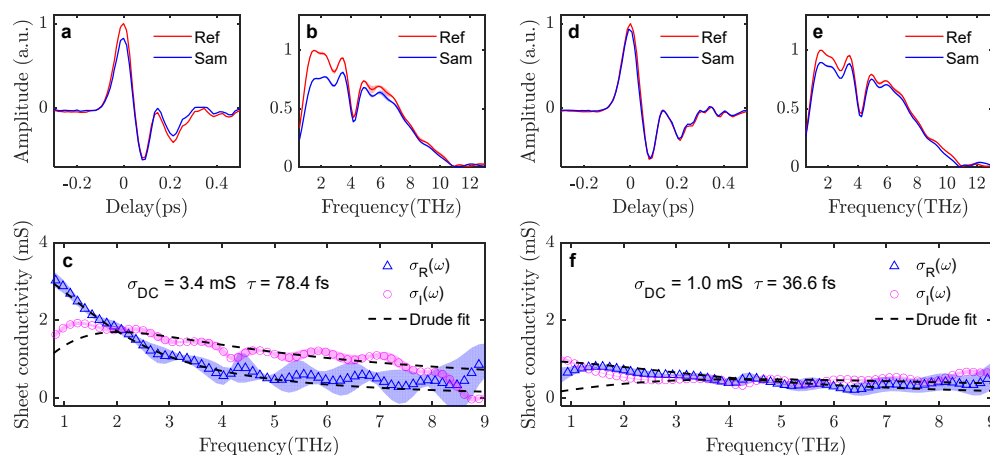 a
Ref
Sam
Amplitude (a.u.)
1
0
-0.2 0 0.2 0.4
Delay(ps)
b
Ref
Sam
1
0.5
0
2 4 6 8 10 12
Frequency(THz)
d
Ref
Sam
Amplitude (a.u.)
1
0
-0.2 0 0.2 0.4
Delay(ps)
e
Ref
Sam
1
0.5
0
2 4 6 8 10 12
Frequency(THz)
c
σDC = 3.4 mS τ = 78.4 fs
σR(ω)
σI(ω)
Drude fit
Sheet conductivity (mS)
4
2
0
1 2 3 4 5 6 7 8 9
Frequency(THz)
f
σDC = 1.0 mS τ = 36.6 fs
σR(ω)
σI(ω)
Drude fit
Sheet conductivity (mS)
4
2
0
1 2 3 4 5 6 7 8 9
Frequency(THz)